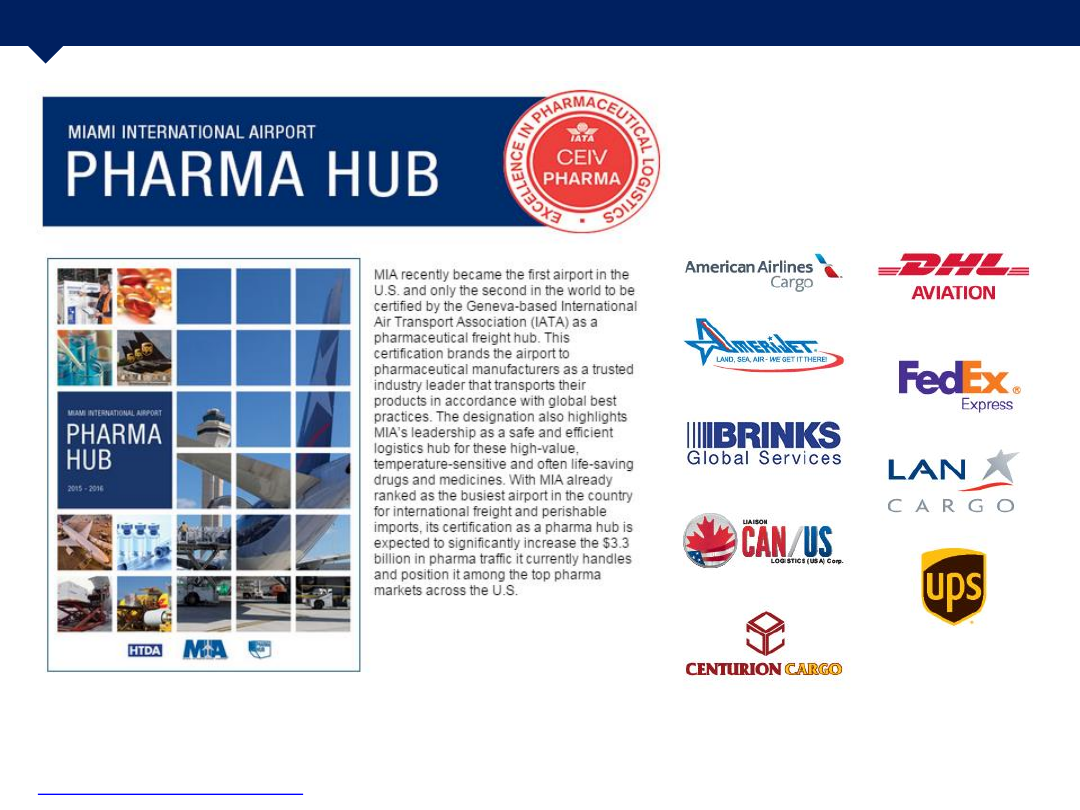 MIAMI INTERNATIONAL AIRPORT
PHARMA HUB
EXCELLENCE IN PHARMACEUTICAL LOGISTICS
IATA
CEIV
PHARMA
MIAMI INTERNATIONAL AIRPORT
PHARMA
HUB
2015 - 2016
HTDA
MIA
PHARMA
HUB
MIA recently became the first airport in the
U.S. and only the second in the world to be
certified by the Geneva-based International
Air Transport Association (IATA) as a
pharmaceutical freight hub. This
certification brands the airport to
pharmaceutical manufacturers as a trusted
industry leader that transports their
products in accordance with global best
practices. The designation also highlights
MIA's leadership as a safe and efficient
logistics hub for these high-value,
temperature-sensitive and often life-saving
drugs and medicines. With MIA already
ranked as the busiest airport in the country
for international freight and perishable
imports, its certification as a pharma hub is
expected to significantly increase the $3.3
billion in pharma traffic it currently handles
and position it among the top pharma
markets across the U.S.
American Airlines
Cargo
AMERIJET®
LAND, SEA, AIR - WE GET IT THERE!
BRINKS
Global Services
LIAISON
CAN/US
LOGISTICS (USA) Corp.
CENTURION CARGO
DHL
AVIATION
FedEx®
Express
LAN
CARGO
ups